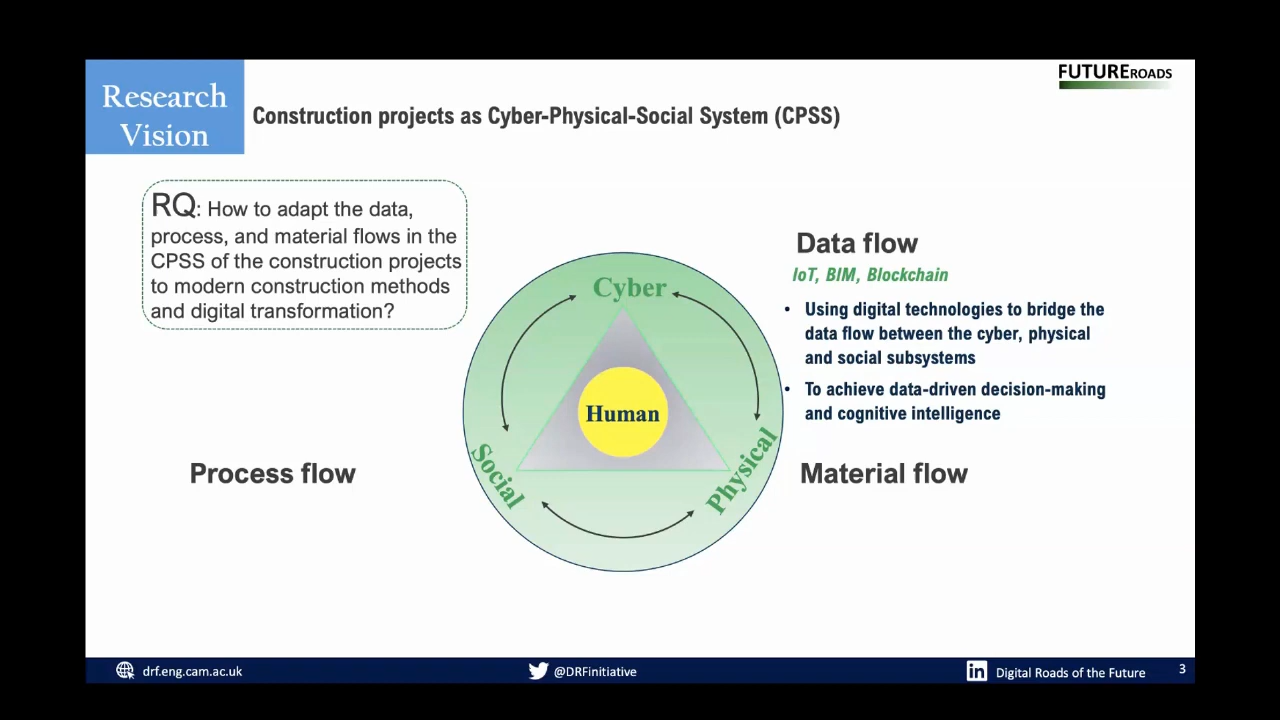 Research
Vision
FUTUREROADS
Construction projects as Cyber-Physical-Social System (CPSS)
RQ: How to adapt the data,
process, and material flows in the
CPSS of the construction projects
to modern construction methods
and digital transformation?
Data flow
IoT, BIM, Blockchain
• Using digital technologies to bridge the
data flow between the cyber, physical
and social subsystems
• To achieve data-driven decision-making
and cognitive intelligence
Cyber
Human
Social
Physical
Process flow
Material flow
drf.eng.cam.ac.uk
@DRFinitiative
in Digital Roads of the Future
3